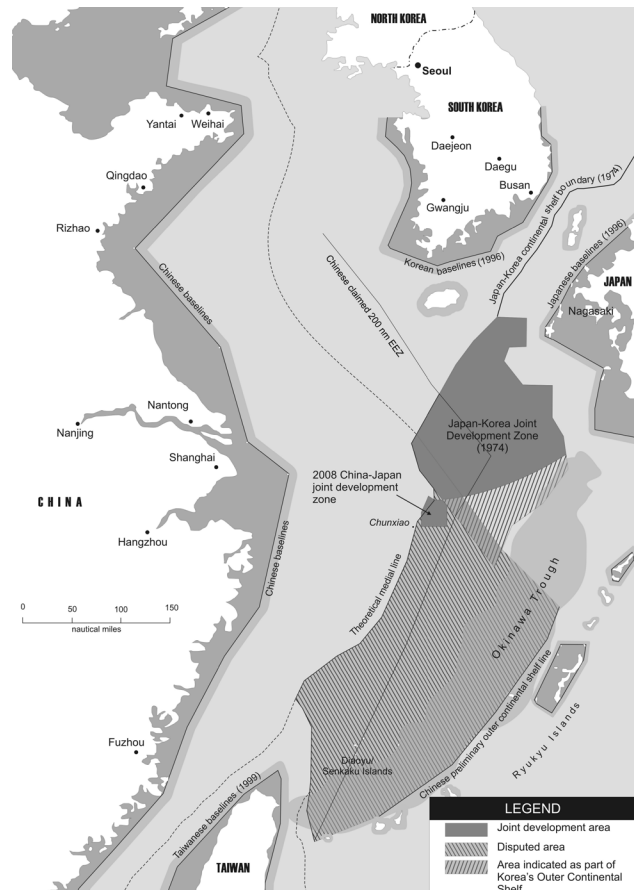 NORTH KOREA
Seoul
SOUTH KOREA
Yantai
Weihai
Daejeon
Daegu
Qingdao
Busan
Gwangju
Rizhao
Japan-Korea continental shelf boundary (1974)
Korean baselines (1996)
Japanese baselines (1996)
Chinese baselines
Chinese claimed 200 nm EEZ
JAPAN
Nagasaki
Nantong
Nanjing
Japan-Korea Joint
Development Zone
(1974)
Shanghai
2008 China-Japan
joint development
zone
CHINA
Chunxiao
Hangzhou
Chinese baselines
Theoretical medial line
Okinawa Trough
0
50
100
150
nautical miles
Chinese preliminary outer continental shelf line
Ryukyu Islands
Fuzhou
Diaoyu/
Senkaku Islands
Taiwanese baselines (1999)
TAIWAN
LEGEND
Joint development area
Disputed area
Area indicated as part of
Korea's Outer Continental
Shelf